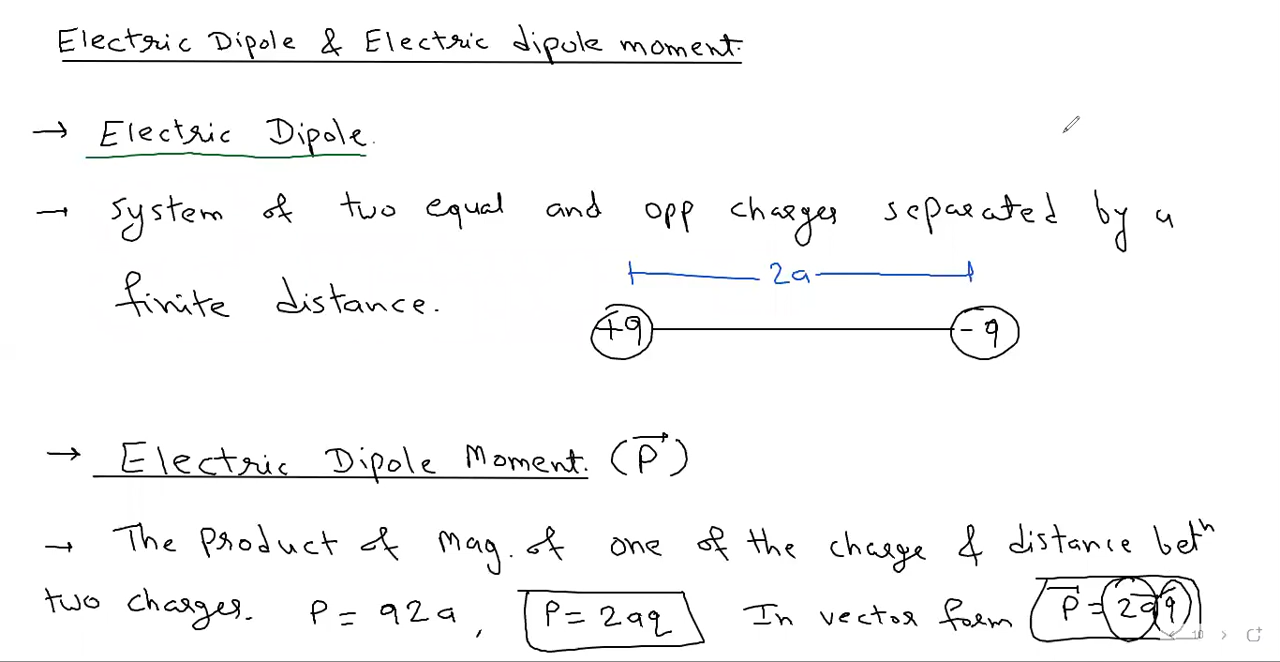 Electric Dipole & Electric dipole moment.
→ Electric Dipole.
→ System of two equal and opp charges separated by a
finite distance.
2a
+q -q
→ Electric Dipole Moment. (P⃗)
→ The product of mag. of one of the charge & distance betⁿ
two charges. P = q2a, P = 2aq In vector form P⃗ = 2a⃗q
10